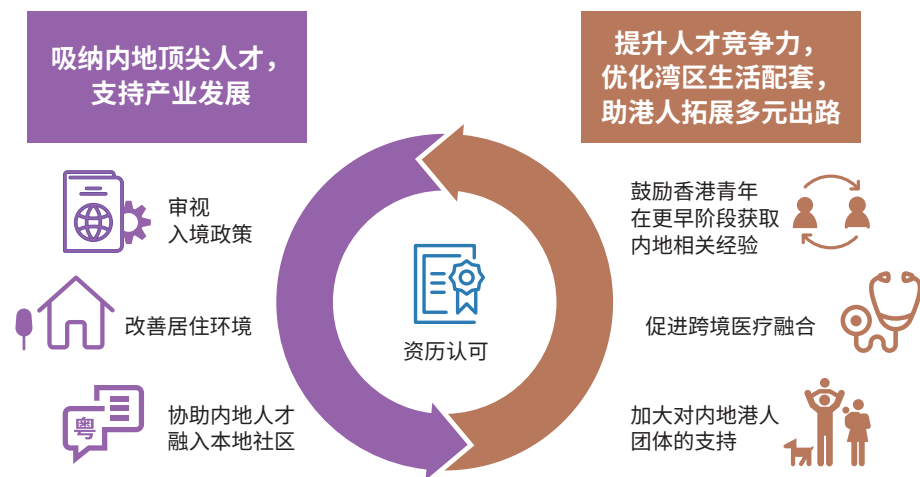 吸纳内地顶尖人才，
支持产业发展
提升人才竞争力，
优化湾区生活配套，
助港人拓展多元出路
审视
入境政策
改善居住环境
粤
协助内地人才
融入本地社区
资历认可
鼓励香港青年
在更早阶段获取
内地相关经验
促进跨境医疗融合
加大对内地港人
团体的支持